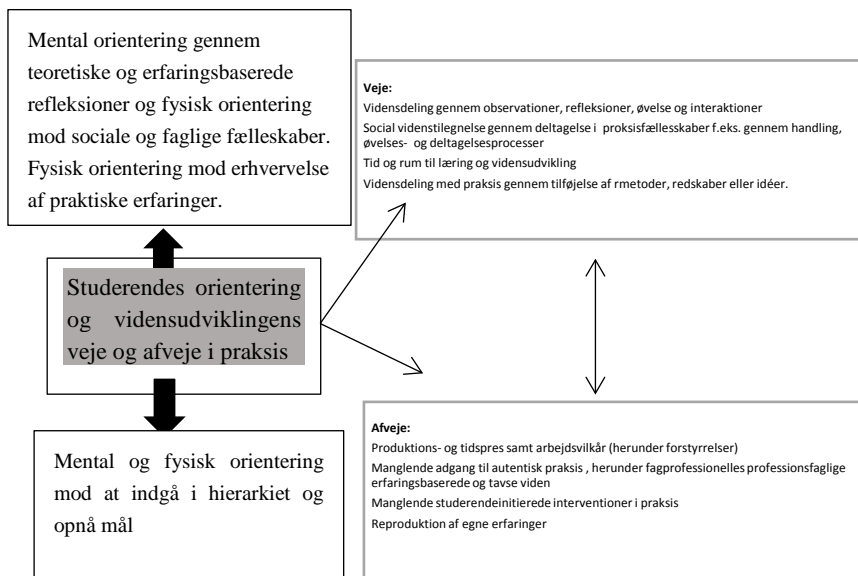 Mental orientering gennem
teoretiske og erfaringsbaserede
refleksioner og fysisk orientering
mod sociale og faglige fælleskaber.
Fysisk orientering mod erhvervelse
af praktiske erfaringer.
Veje:
Vidensdeling gennem observationer, refleksioner, øvelse og interaktioner
Social videnstilegnelse gennem deltagelse i proksisfællesskaber f.eks. gennem handling,
øvelses- og deltagelsesprocesser
Tid og rum til læring og vidensudvikling
Vidensdeling med praksis gennem tilføjelse af rmetoder, redskaber eller idéer.
Studerendes orientering
og vidensudviklingens
veje og afveje i praksis
Mental og fysisk orientering
mod at indgå i hierarkiet og
opnå mål
Afveje:
Produktions- og tidspres samt arbejdsvilkår (herunder forstyrrelser)
Manglende adgang til autentisk praksis , herunder fagprofessionelles professionsfaglige
erfaringsbaserede og tavse viden
Manglende studerendeinitierede interventioner i praksis
Reproduktion af egne erfaringer